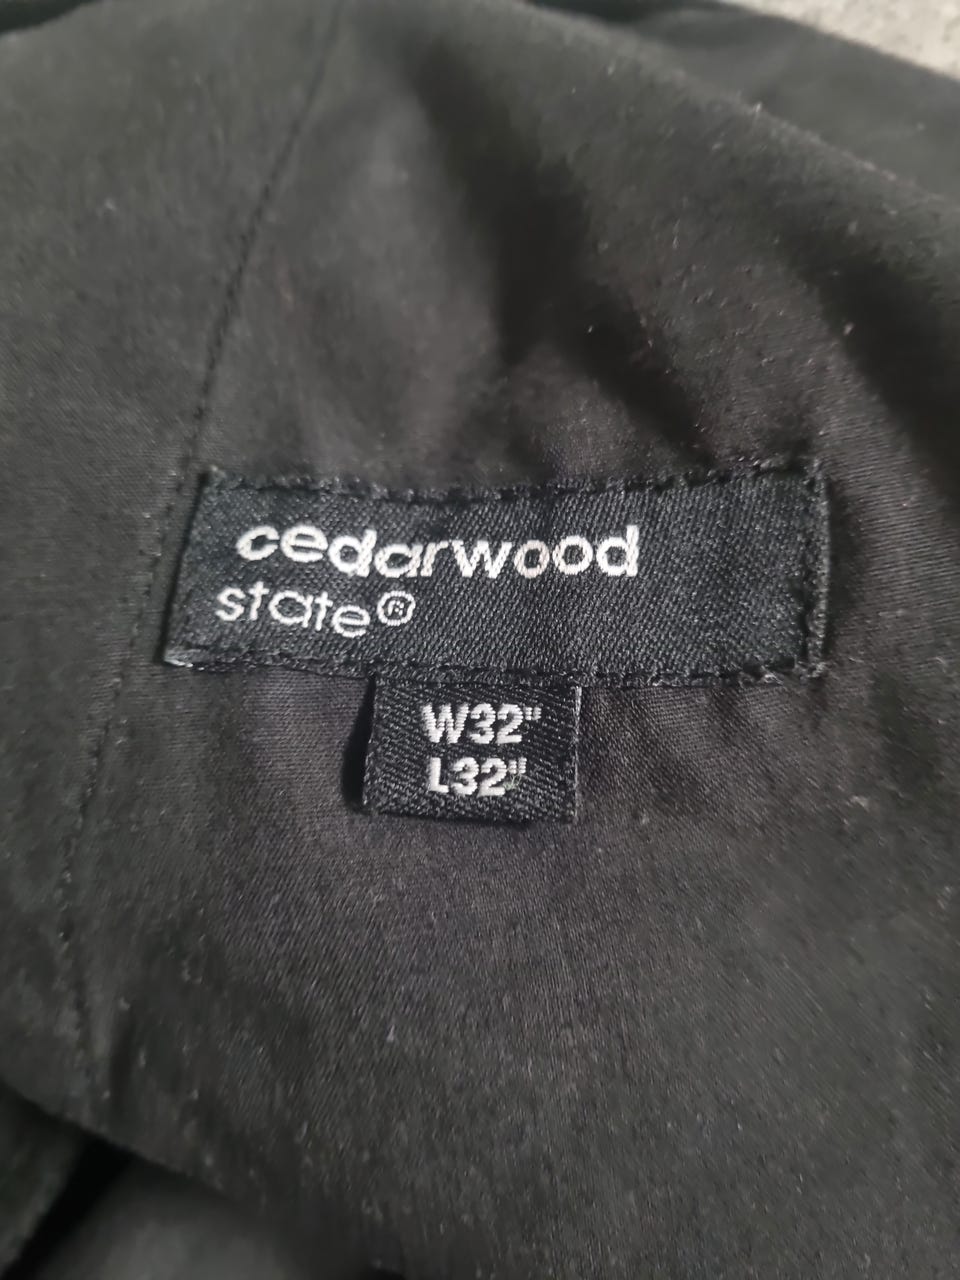 cedarwood
state®
W32"
L32"